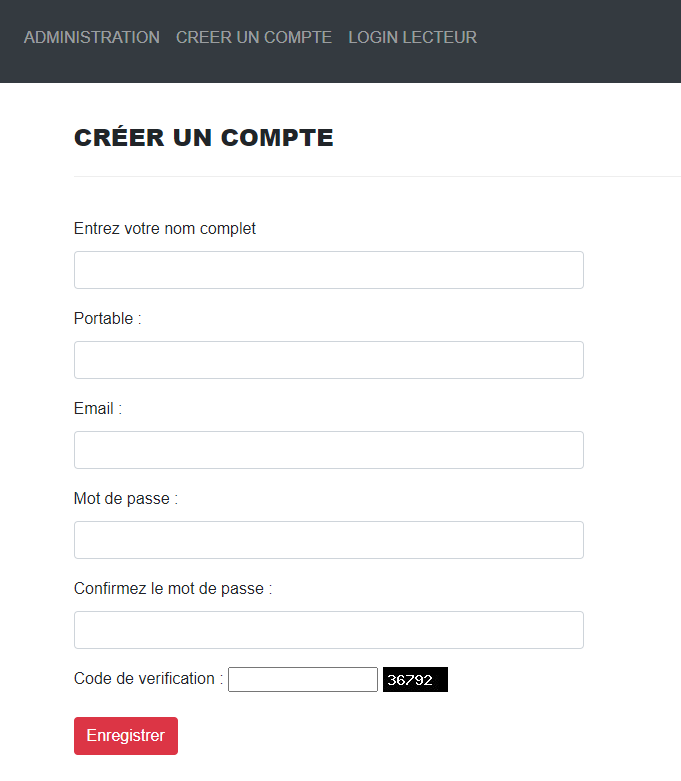 ADMINISTRATION CREER UN COMPTE LOGIN LECTEUR
CRÉER UN COMPTE
Entrez votre nom complet
Portable :
Email :
Mot de passe :
Confirmez le mot de passe :
Code de verification : 36792
Enregistrer